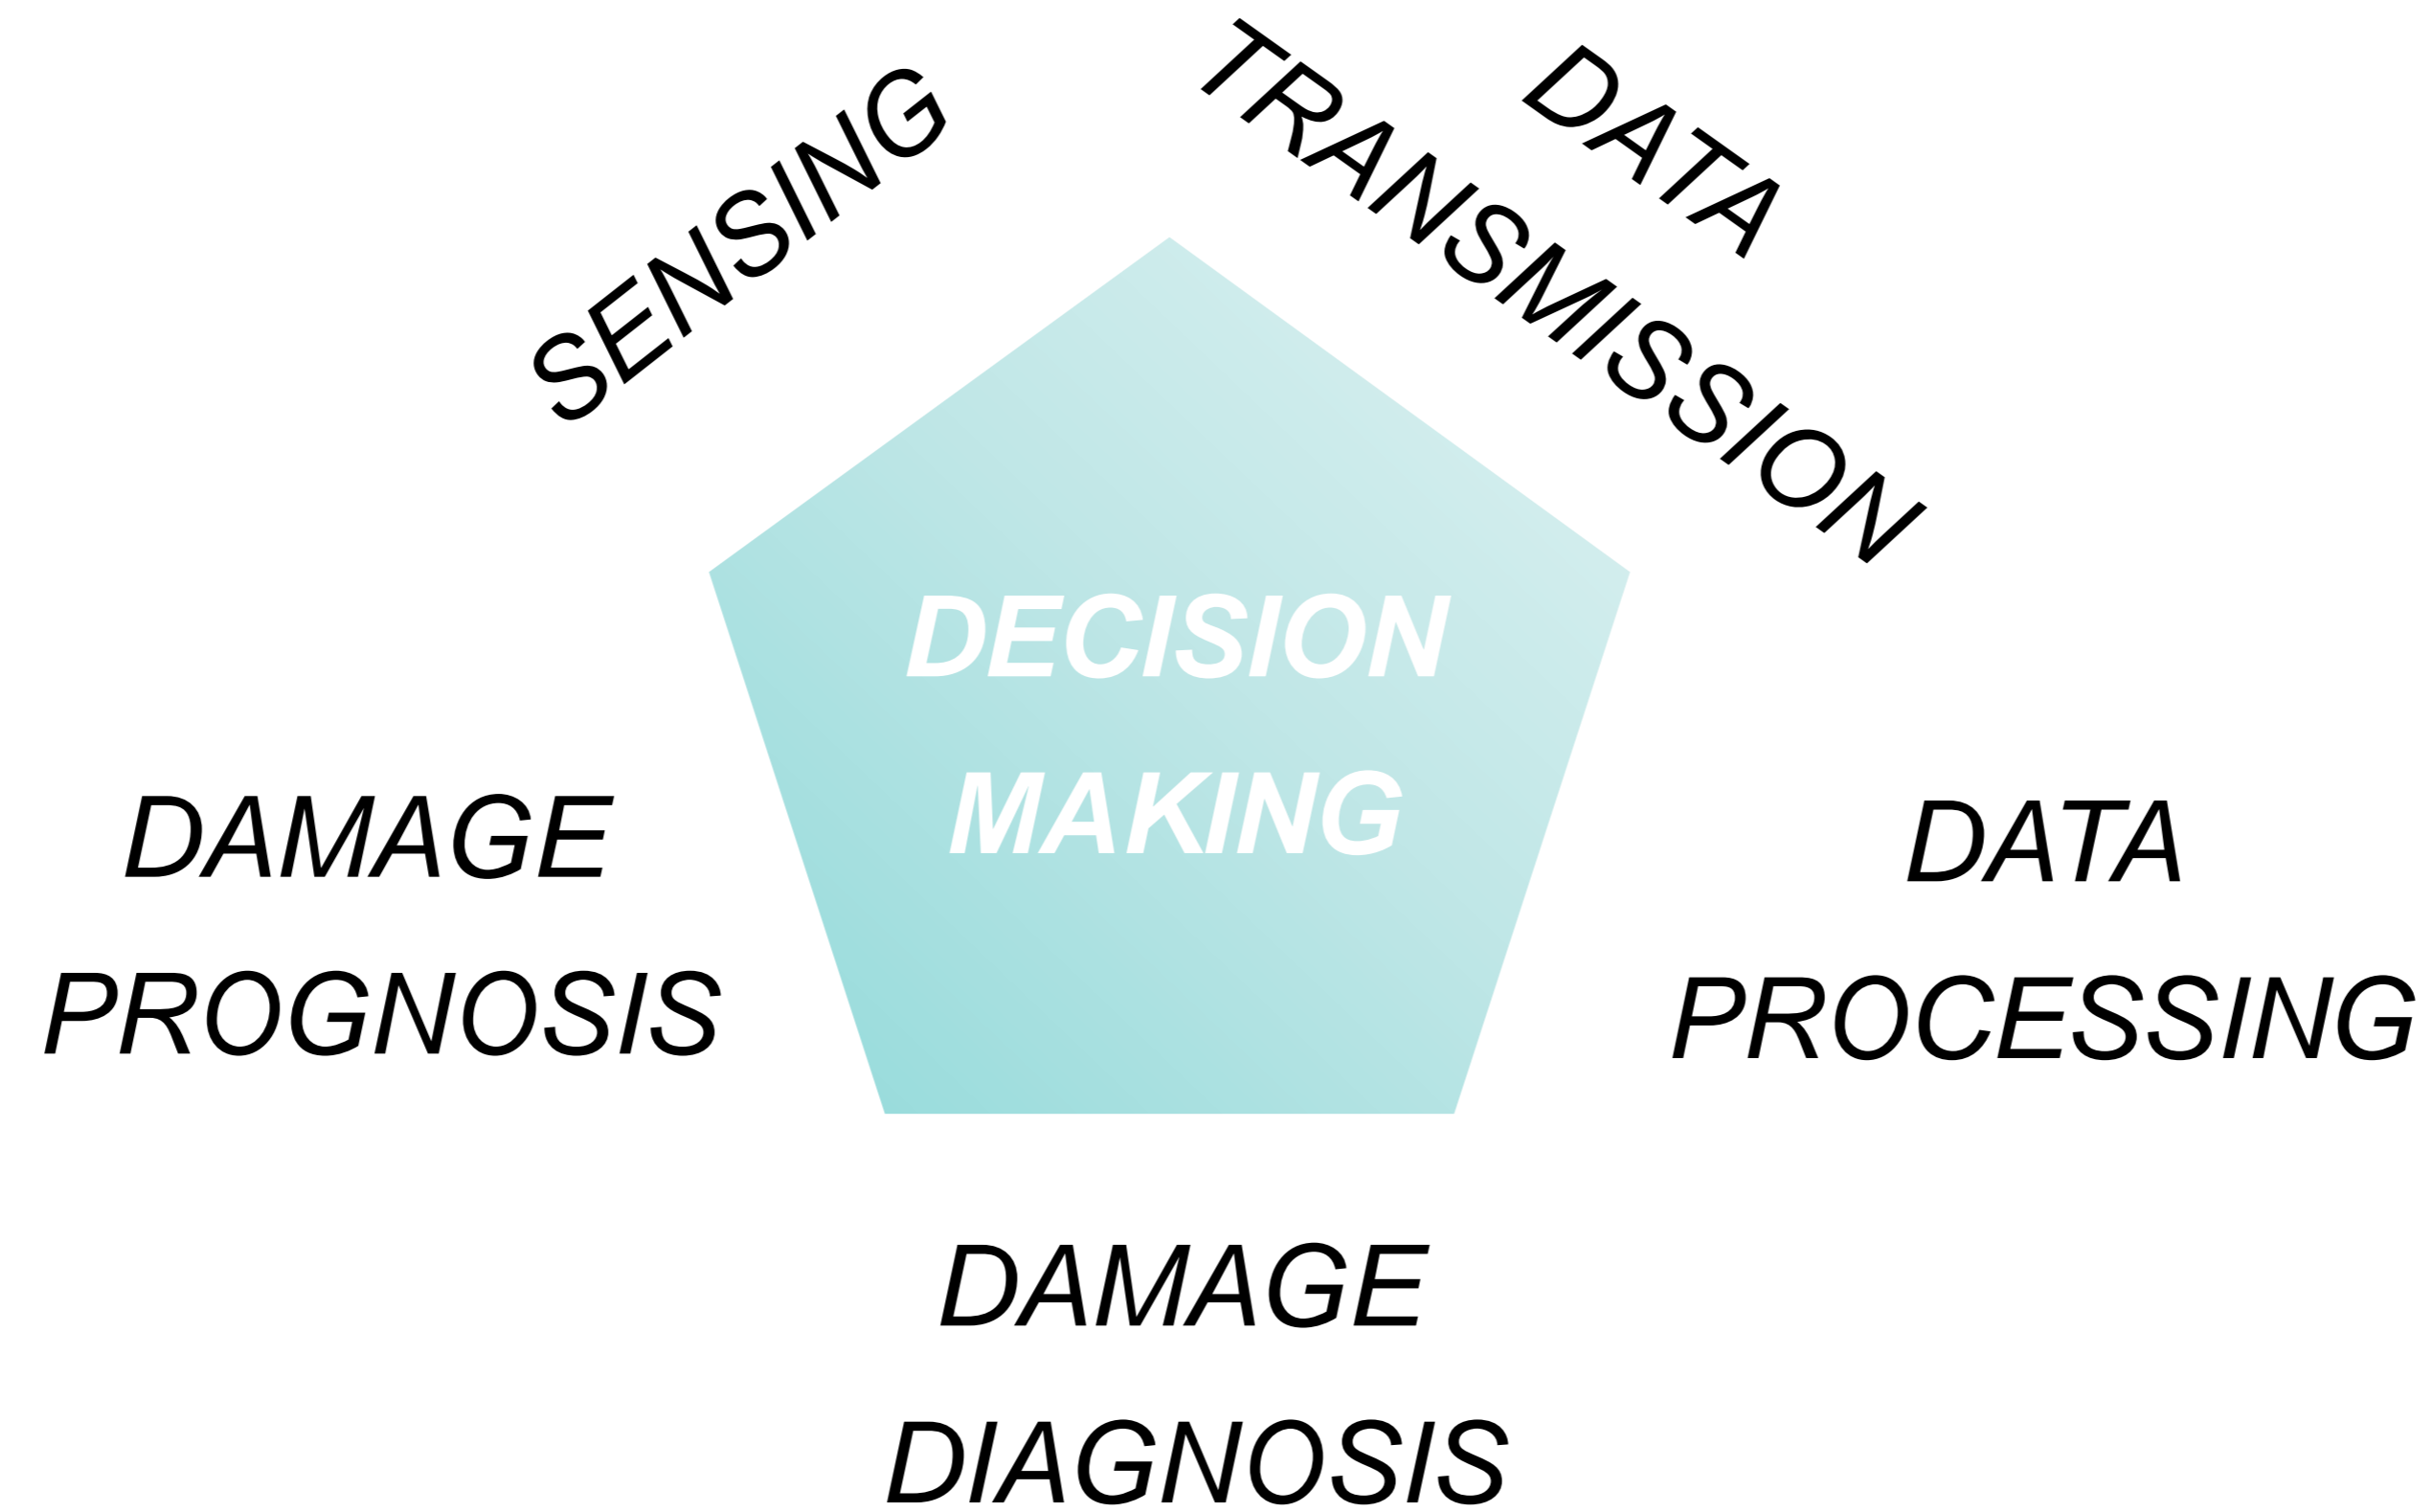 SENSING
DATA
TRANSMISSION
DECISION
MAKING
DAMAGE
PROGNOSIS
DATA
PROCESSING
DAMAGE
DIAGNOSIS